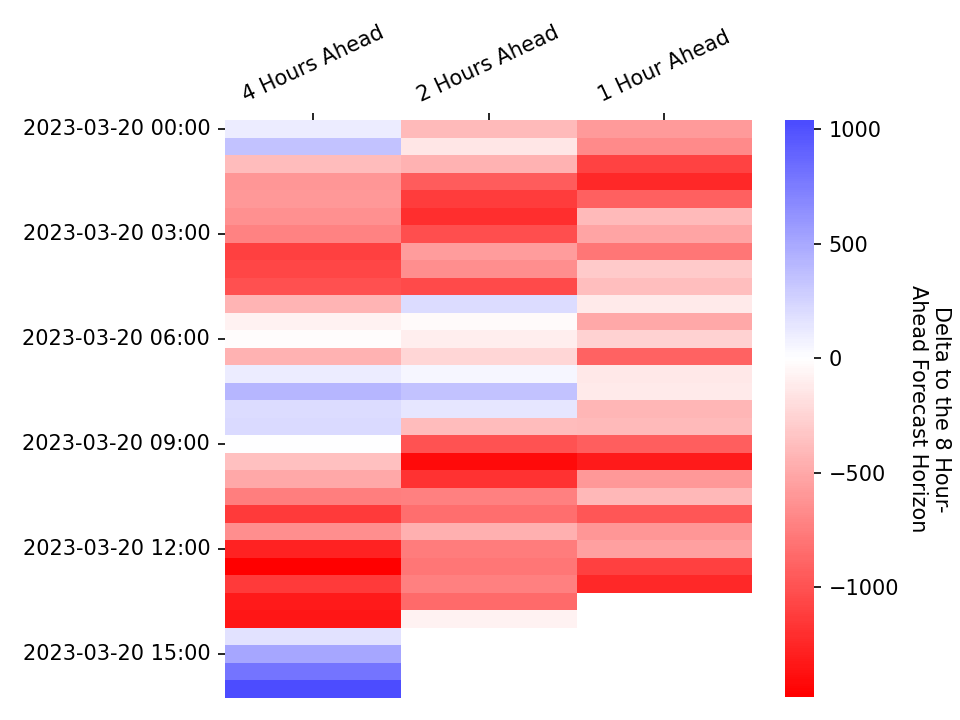 4 Hours Ahead
2 Hours Ahead
1 Hour Ahead
2023-03-20 00:00
2023-03-20 03:00
2023-03-20 06:00
2023-03-20 09:00
2023-03-20 12:00
2023-03-20 15:00
1000
500
0
−500
−1000
Delta to the 8 Hour-
Ahead Forecast Horizon